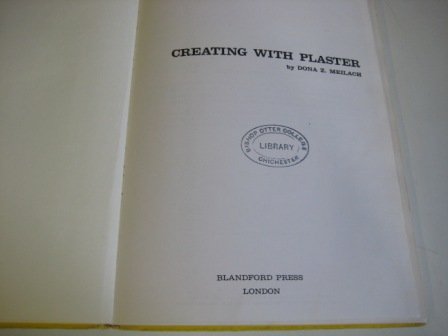 CREATING WITH PLASTER
by DONA Z. MEILACH
BISHOP OTTER COLLEGE
LIBRARY
CHICHESTER
BLANDFORD PRESS
LONDON